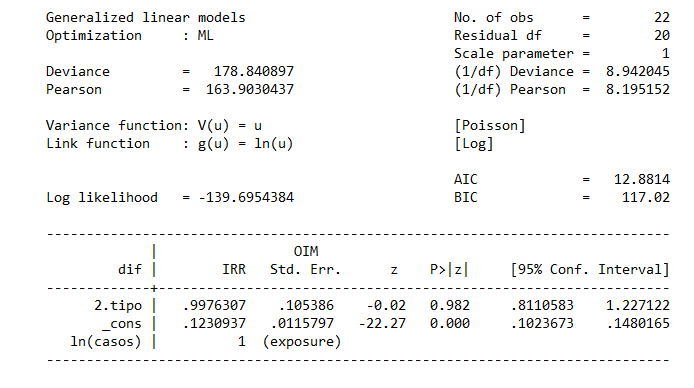 Generalized linear models No. of obs = 22
Optimization : ML Residual df = 20
Scale parameter = 1
Deviance = 178.840897 (1/df) Deviance = 8.942045
Pearson = 163.9030437 (1/df) Pearson = 8.195152
Variance function: V(u) = u [Poisson]
Link function : g(u) = ln(u) [Log]
AIC = 12.8814
Log likelihood = -139.6954384 BIC = 117.02
OIM
dif | IRR Std. Err. z P>|z| [95% Conf. Interval]
2.tipo | .9976307 .105386 -0.02 0.982 .8110583 1.227122
_cons | .1230937 .0115797 -22.27 0.000 .1023673 .1480165
ln(casos) | 1 (exposure)